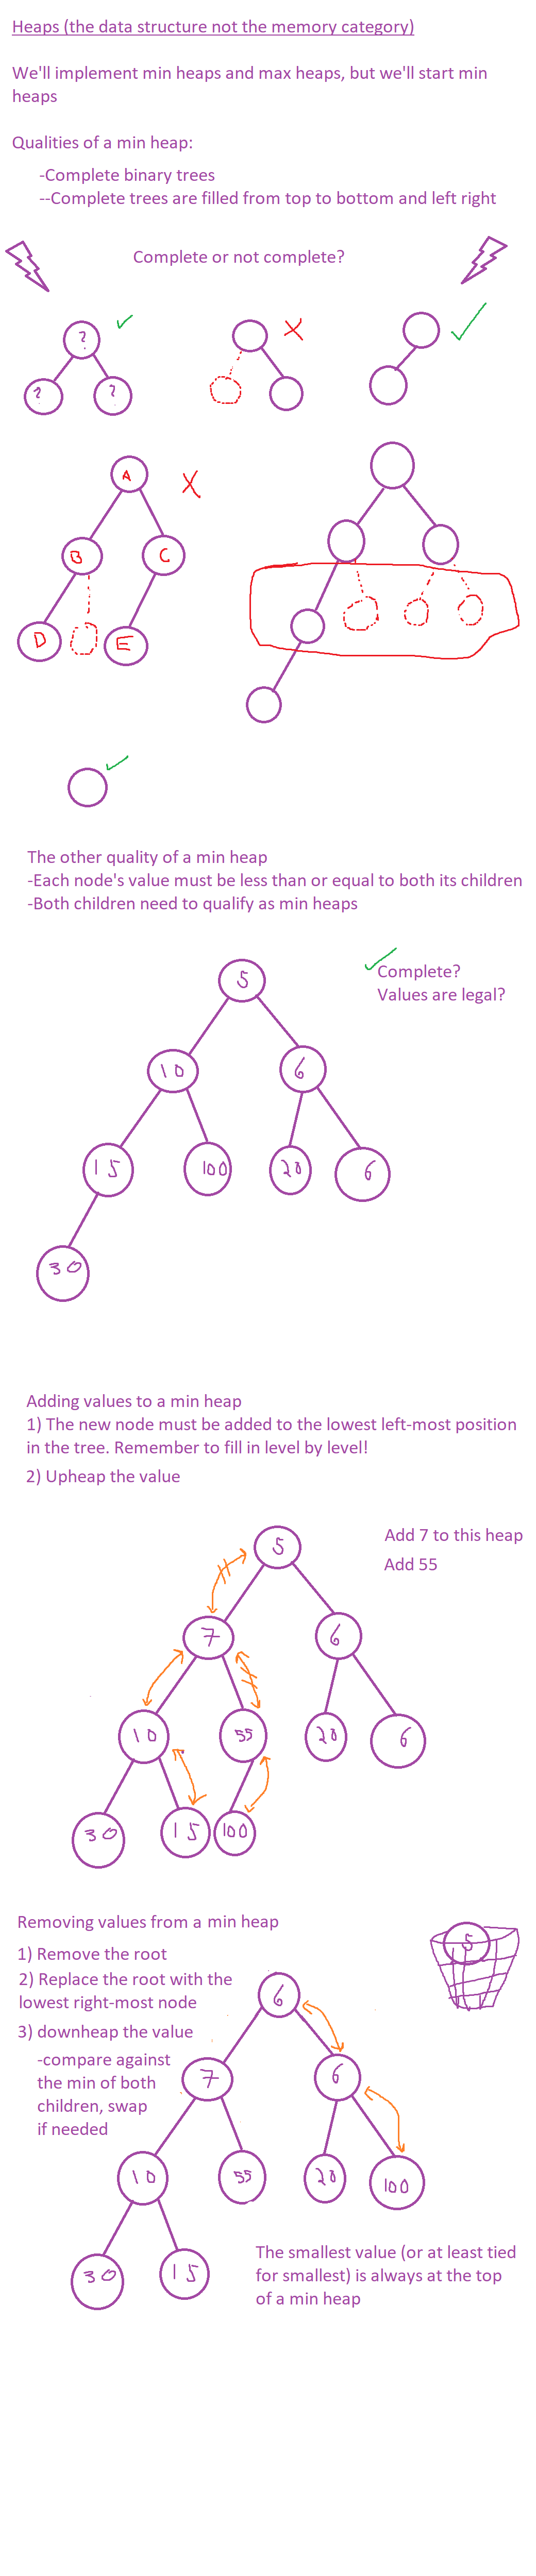 Heaps (the data structure not the memory category)
We'll implement min heaps and max heaps, but we'll start min
heaps
Qualities of a min heap:
-Complete binary trees
--Complete trees are filled from top to bottom and left right
Complete or not complete?
?
? ?
A
B C
D E
The other quality of a min heap
-Each node's value must be less than or equal to both its children
-Both children need to qualify as min heaps
Complete?
Values are legal?
5
10 6
15 100 20 6
30
Adding values to a min heap
1) The new node must be added to the lowest left-most position
in the tree. Remember to fill in level by level!
2) Upheap the value
Add 7 to this heap
Add 55
5
7 6
10 55 20 6
30 15 100
Removing values from a min heap
1) Remove the root
2) Replace the root with the
lowest right-most node
3) downheap the value
-compare against
the min of both
children, swap
if needed
5
6
7 6
10 55 20 100
30 15
The smallest value (or at least tied
for smallest) is always at the top
of a min heap